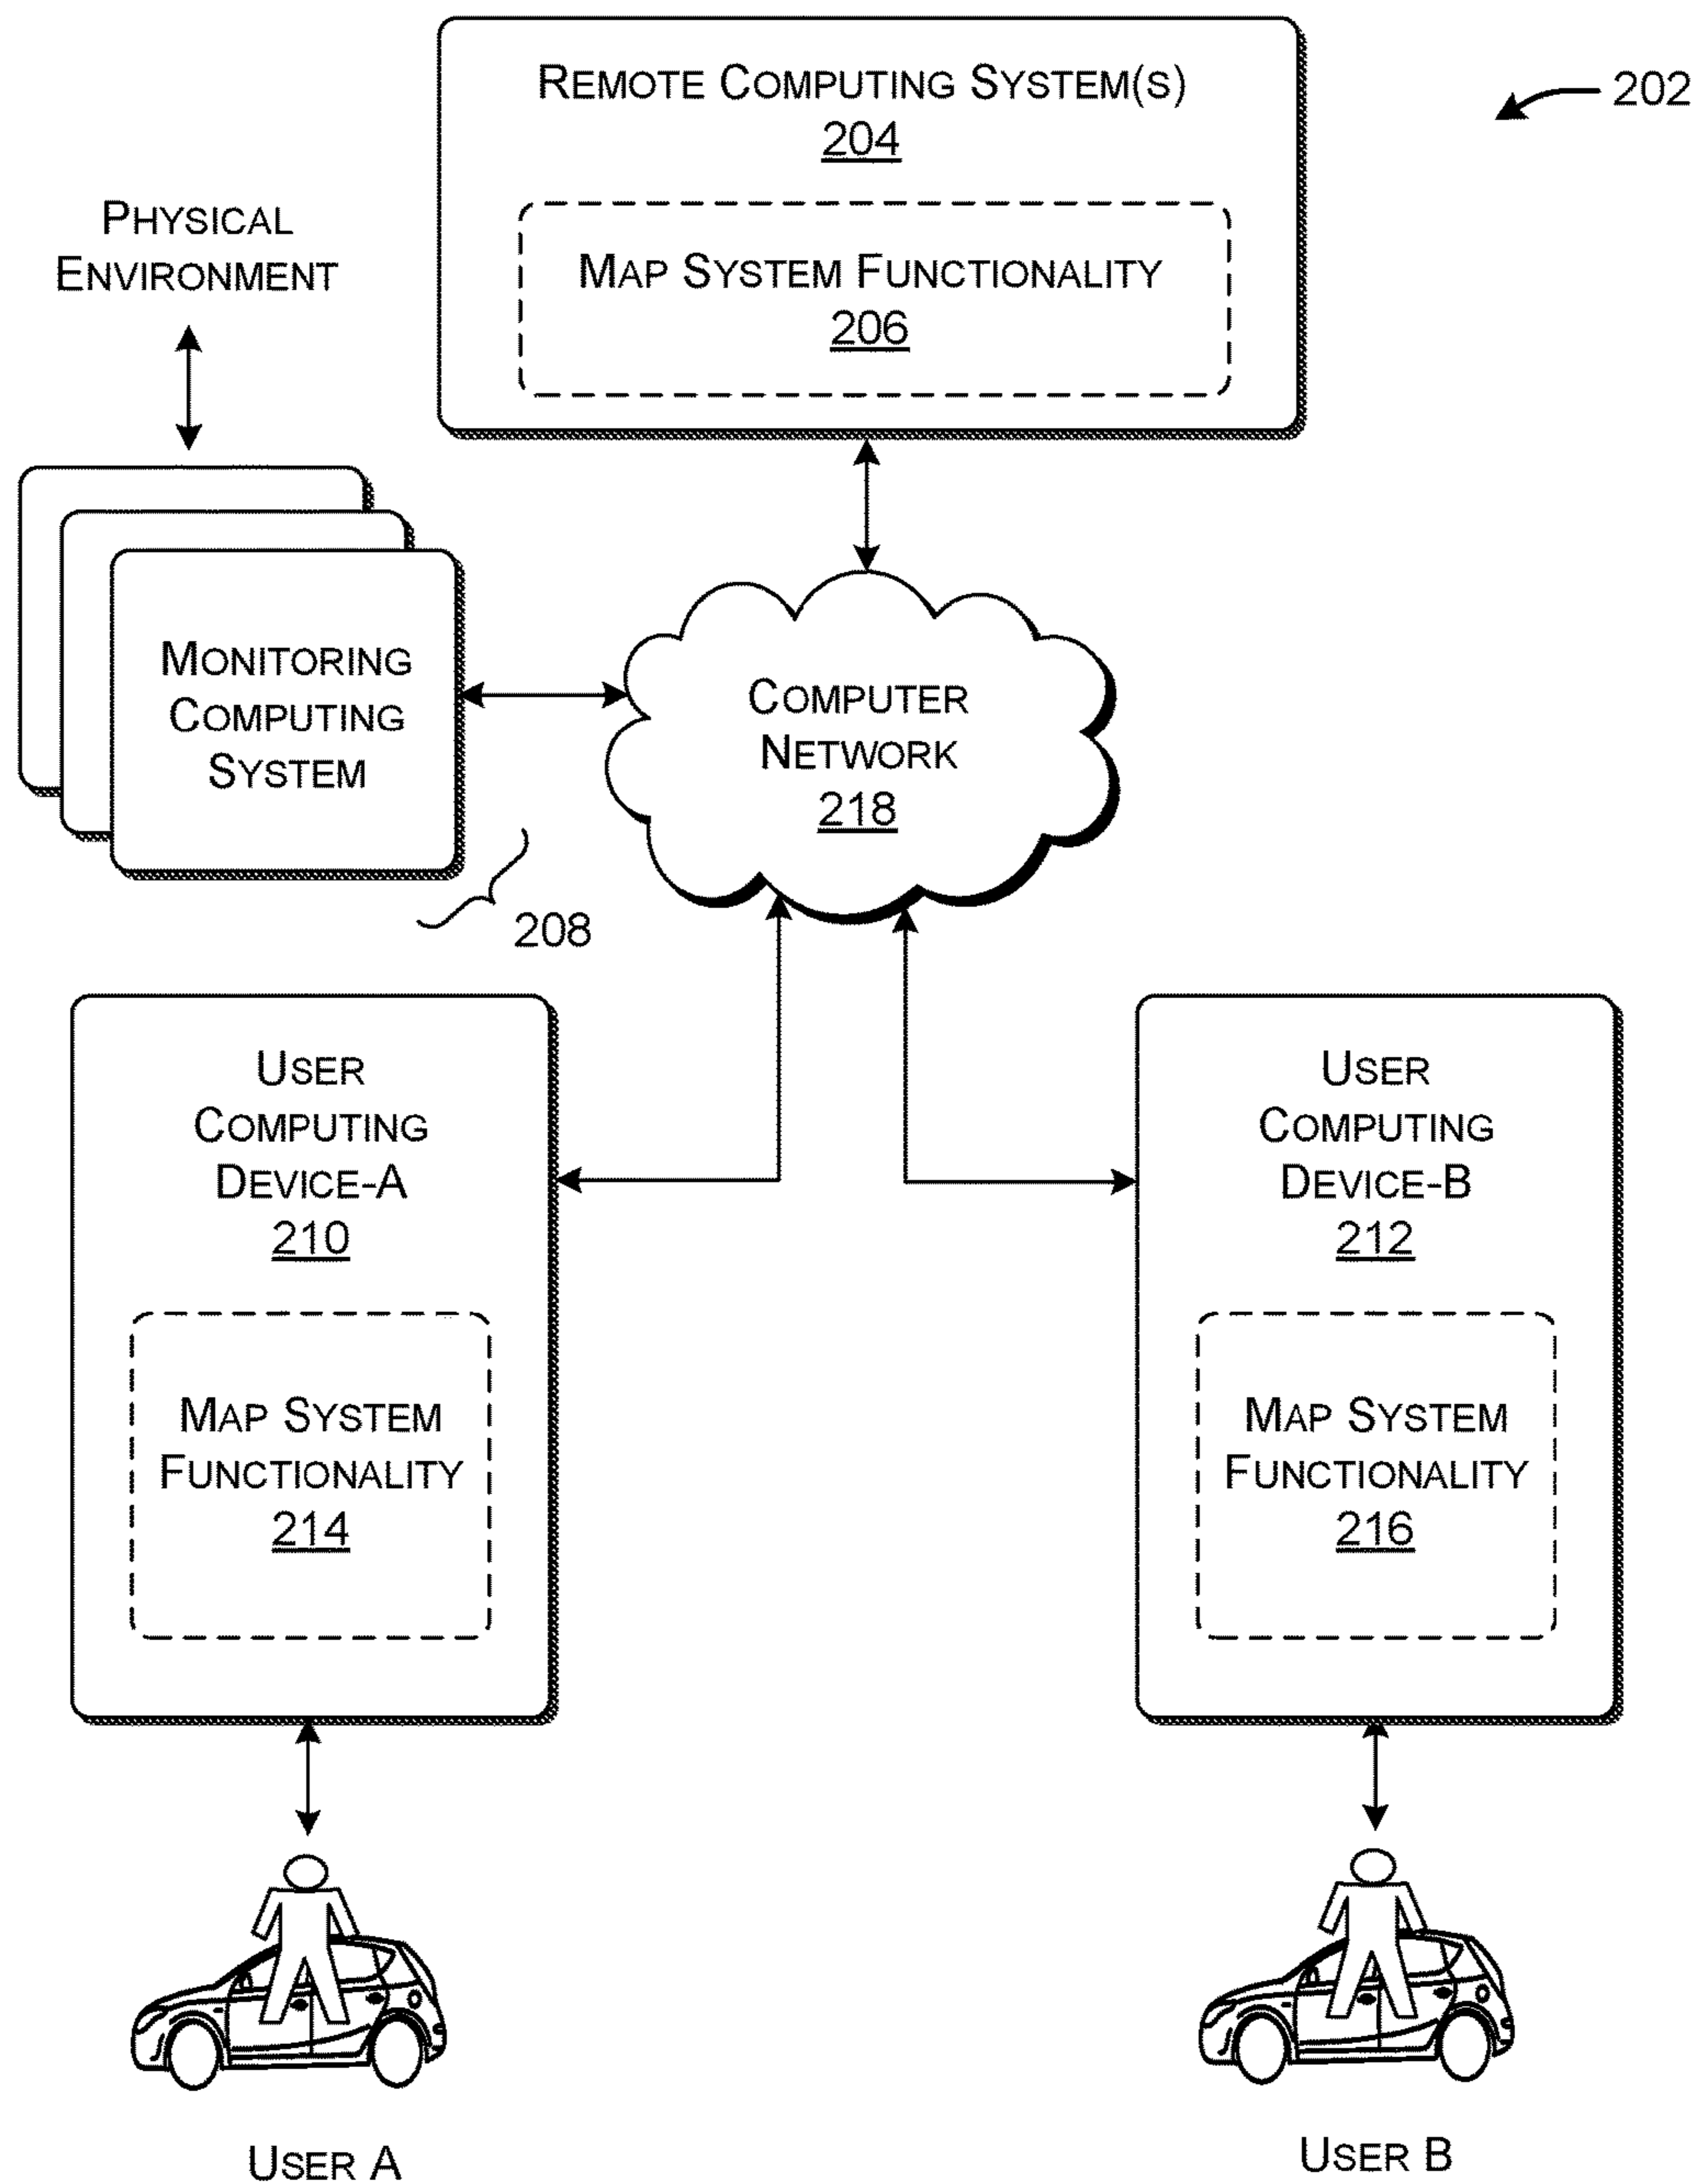 REMOTE COMPUTING SYSTEM(S)
204
202
MAP SYSTEM FUNCTIONALITY
206
PHYSICAL
ENVIRONMENT
MONITORING
COMPUTING
SYSTEM
208
COMPUTER
NETWORK
218
USER
COMPUTING
DEVICE-A
210
MAP SYSTEM
FUNCTIONALITY
214
USER
COMPUTING
DEVICE-B
212
MAP SYSTEM
FUNCTIONALITY
216
USER A
USER B